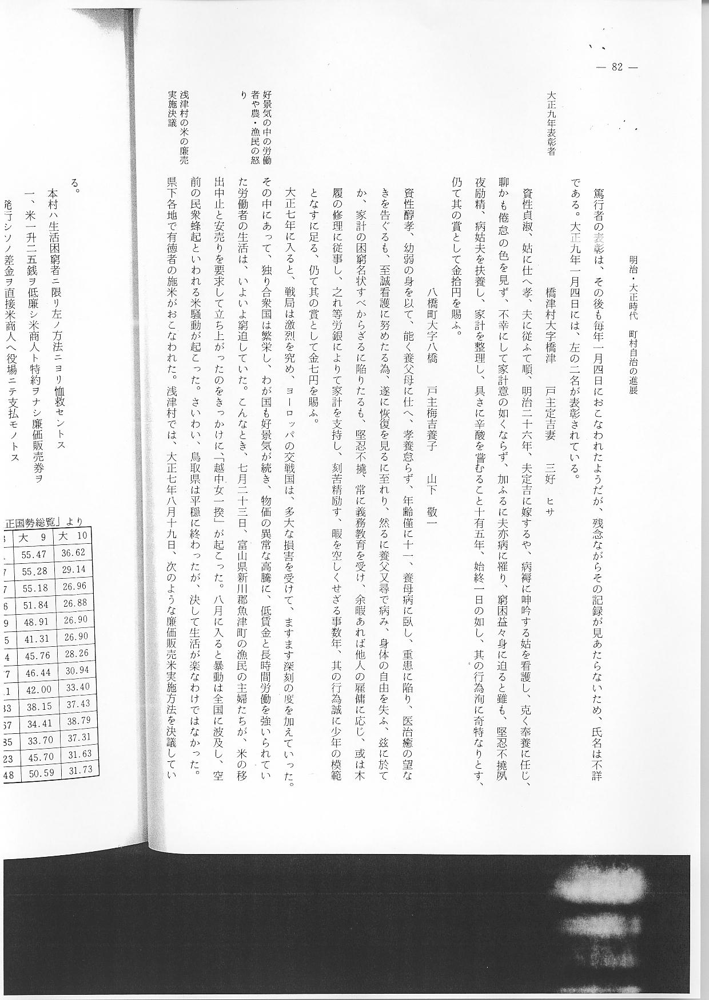 — 82 —
明治・大正時代　町村自治の進展
篤行者の表彰は、その後も毎年一月四日におこなわれたようだが、残念ながらその記録が見あたらないため、氏名は不詳
である。大正九年一月四日には、左の二名が表彰されている。
大正九年表彰者
橋津村大字橋津　戸主定吉妻　三好　ヒサ
資性貞淑、姑に仕へ孝、夫に従ふて順、明治二十六年、夫定吉に嫁するや、病褥に呻吟する姑を看護し、克く奉養に任じ、
聊かも倦怠の色を見ず、不幸にして家計意の如くならず、加ふるに夫亦病に罹り、窮困益々身に迫ると雖も、堅忍不撓夙
夜励精、病姑夫を扶養し、家計を整理し、具さに辛酸を嘗むること十有五年、始終一日の如し、其の行為洵に奇特なりとす、
仍て其の賞として金拾円を賜ふ。
八橋町大字八橋　戸主梅吉養子　山下　敬一
資性醇孝、幼弱の身を以て、能く養父母に仕へ、孝養怠らず、年齢僅に十一、養母病に臥し、重患に陥り、医治癒の望な
きを告ぐるも、至誠看護に努めたる為、遂に恢復を見るに至れり、然るに養父又尋で病み、身体の自由を失ふ、玆に於て
か、家計の困窮名状すべからざるに陥りたるも、堅忍不撓、常に義務教育を受け、余暇あれば他人の雇傭に応じ、或は木
履の修理に従事し、之れ等労銀によりて家計を支持し、刻苦精励す、暇を空しくせざる事数年、其の行為誠に少年の模範
となすに足る、仍て其の賞として金七円を賜ふ。
大正七年に入ると、戦局は激烈を究め、ヨーロッパの交戦国は、多大な損害を受けて、ますます深刻の度を加えていった。
好景気の中の労働
者や農・漁民の怒
り
その中にあって、独り合衆国は繁栄し、わが国も好景気が続き、物価の異常な高騰に、低賃金と長時間労働を強いられてい
た労働者の生活は、いよいよ窮迫していた。こんなとき、七月二十三日、富山県新川郡魚津町の漁民の主婦たちが、米の移
出中止と安売りを要求して立ち上がったのをきっかけに、「越中女一揆」が起こった。八月に入ると暴動は全国に波及し、空
前の民衆蜂起といわれる米騒動が起こった。さいわい、鳥取県は平穏に終わったが、決して生活が楽なわけではなかった。
浅津村の米の廉売
実施決議
県下各地で有徳者の施米がおこなわれた。浅津村では、大正七年八月十九日、次のような廉価販売米実施方法を決議してい
る。
本村ハ生活困窮者ニ限リ左ノ方法ニヨリ恤救セントス
一、米一升二五銭ヲ低廉シ米商人ト特約ヲナシ廉価販売券ヲ
発行シソノ差金ヲ直接米商人ヘ役場ニテ支払モノトス
正国勢総覧」より
大 9　大 10
55.47　36.62
7　55.28　29.14
7　55.18　26.96
6　51.84　26.88
9　48.91　26.90
5　41.31　26.90
4　45.76　28.26
7　46.44　30.94
.1　42.00　33.40
33　38.15　37.43
67　34.41　38.79
85　33.70　37.31
23　45.70　31.63
48　50.59　31.73